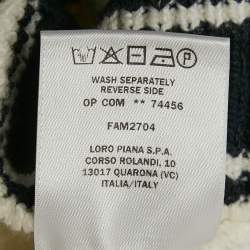 WASH SEPARATELY
REVERSE SIDE
OP COM ** 74456
FAM2704
LORO PIANA S.P.A.
CORSO ROLANDI, 10
13017 QUARONA (VC)
ITALIA/ITALY